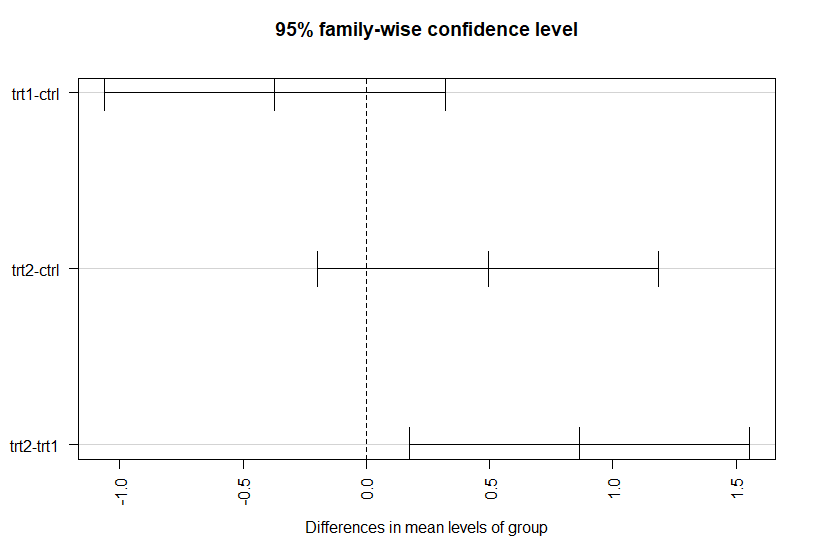 95% family-wise confidence level
trt1-ctrl
trt2-ctrl
trt2-trt1
-1.0
-0.5
0.0
0.5
1.0
1.5
Differences in mean levels of group